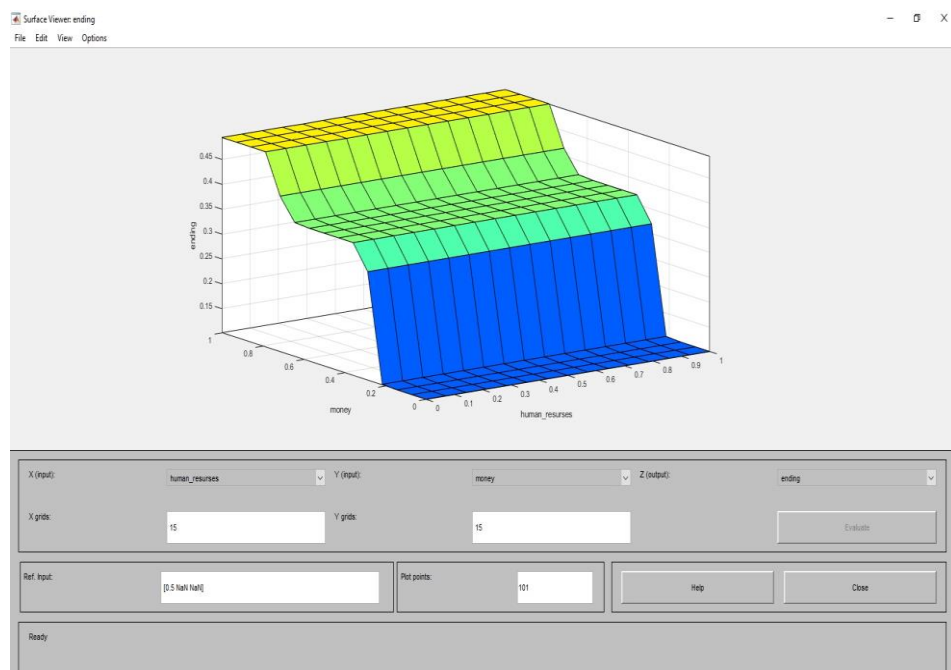 Surface Viewer: ending
File Edit View Options
0.45
0.4
0.35
0.3
0.25
0.2
0.15
ending
1
0.8
0.6
0.4
0.2
0
money
0
0.1
0.2
0.3
0.4
0.5
0.6
0.7
0.8
0.9
1
human_resurses
X (input): human_resurses Y (input): money Z (output): ending
X grids: 15 Y grids: 15 Evaluate
Ref. Input: [0.5 NaN NaN] Plot points: 101 Help Close
Ready